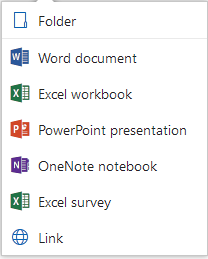 Folder
Word document
Excel workbook
PowerPoint presentation
OneNote notebook
Excel survey
Link